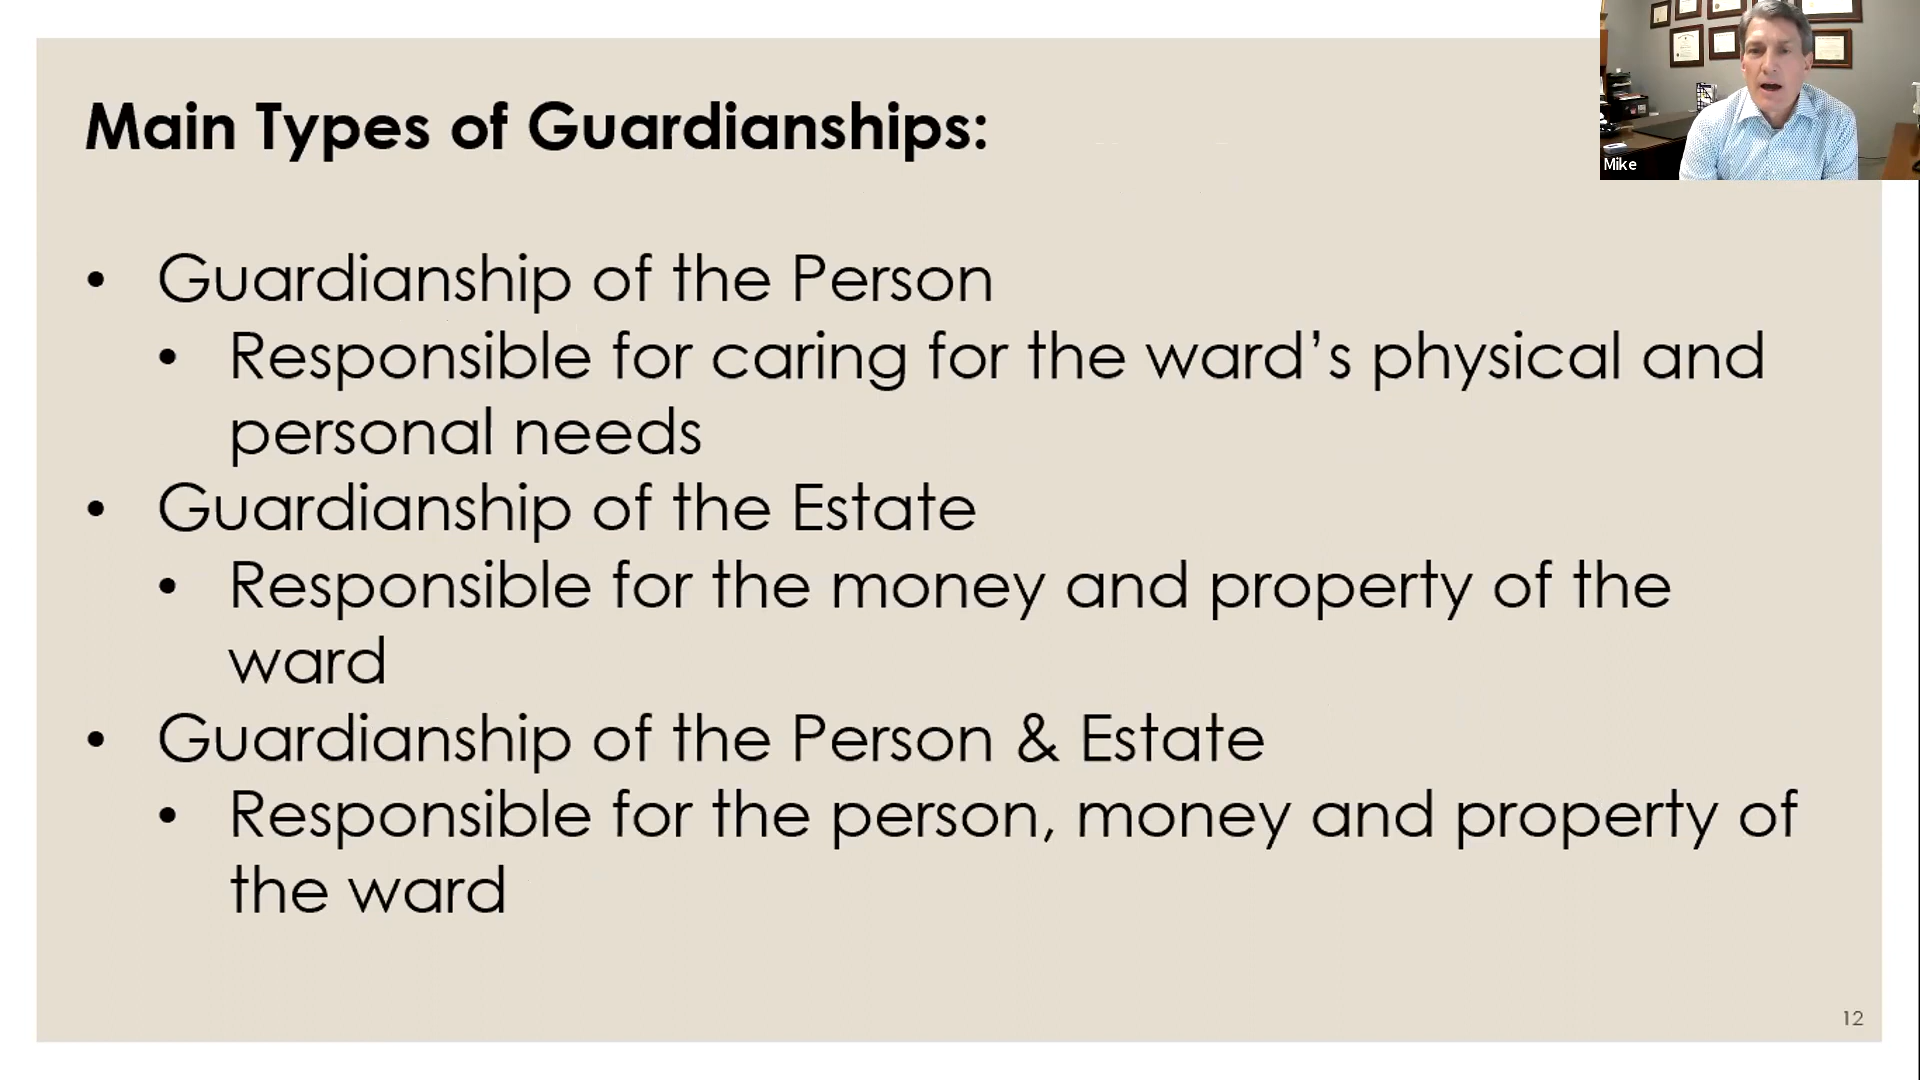 Main Types of Guardianships:
Mike
• Guardianship of the Person
• Responsible for caring for the ward’s physical and
personal needs
• Guardianship of the Estate
• Responsible for the money and property of the
ward
• Guardianship of the Person & Estate
• Responsible for the person, money and property of
the ward
12